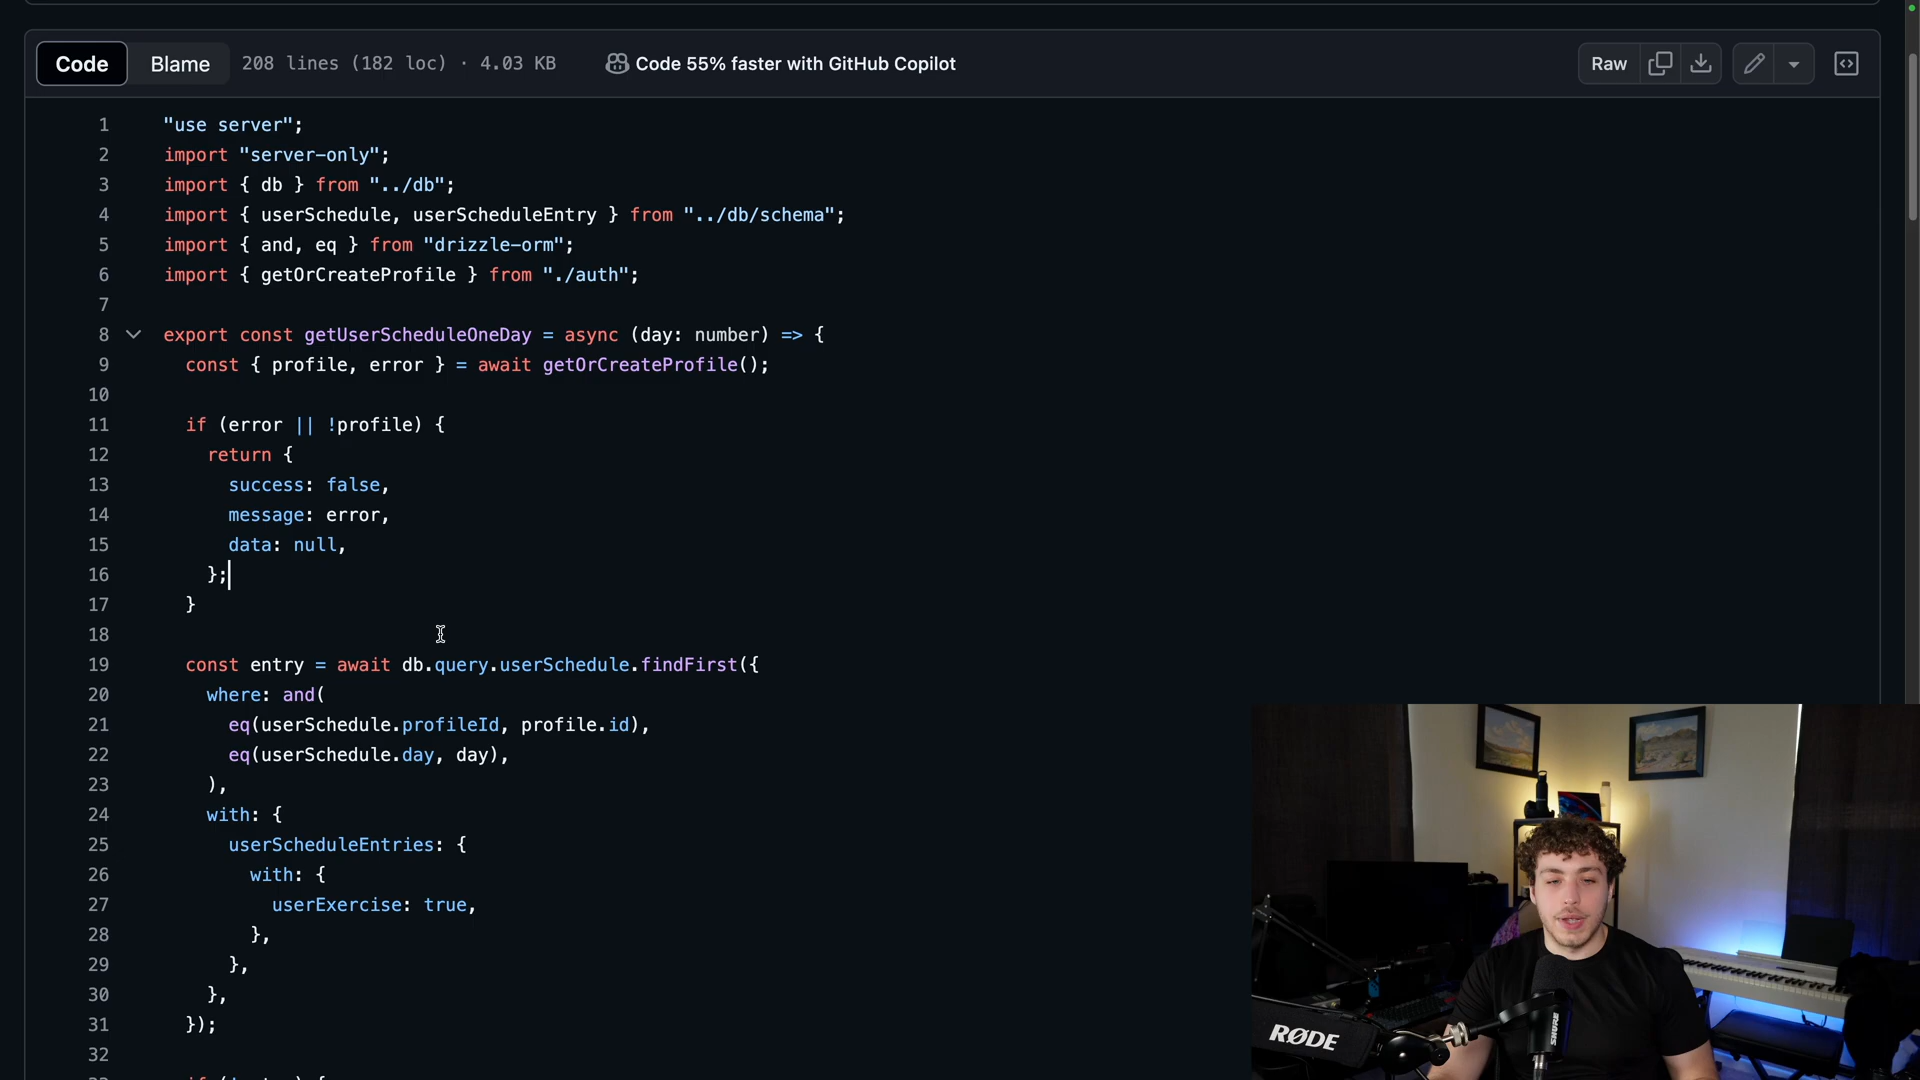 Code Blame 208 lines (182 loc) · 4.03 KB Code 55% faster with GitHub Copilot Raw
1 "use server";
2 import "server-only";
3 import { db } from "../db";
4 import { userSchedule, userScheduleEntry } from "../db/schema";
5 import { and, eq } from "drizzle-orm";
6 import { getOrCreateProfile } from "./auth";
7
8 export const getUserScheduleOneDay = async (day: number) => {
9 const { profile, error } = await getOrCreateProfile();
10
11 if (error || !profile) {
12 return {
13 success: false,
14 message: error,
15 data: null,
16 };
17 }
18
19 const entry = await db.query.userSchedule.findFirst({
20 where: and(
21 eq(userSchedule.profileId, profile.id),
22 eq(userSchedule.day, day),
23 ),
24 with: {
25 userScheduleEntries: {
26 with: {
27 userExercise: true,
28 },
29 },
30 },
31 });
32
RØDE
SHURE